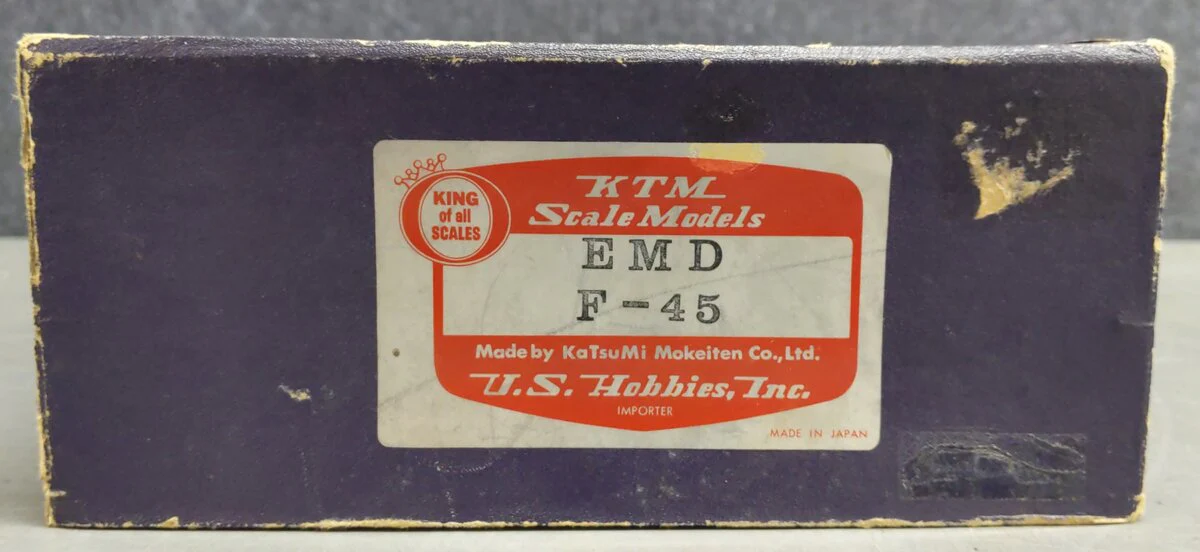 KING
of all
SCALES
KTM
Scale Models
EMD
F-45
Made by KaTsuMi Mokeiten Co., Ltd.
U.S. Hobbies, Inc.
IMPORTER
MADE IN JAPAN